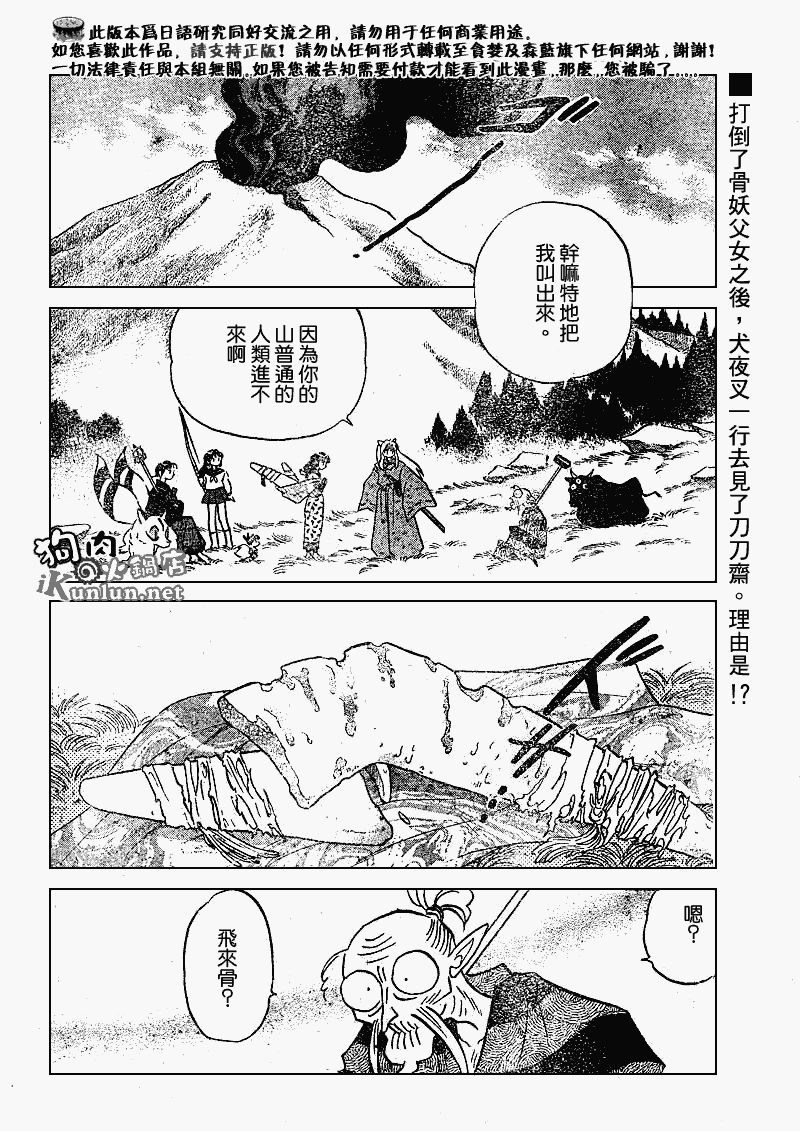 此版本爲日語研究同好交流之用，請勿用于任何商業用途。
如您喜歡此作品，請支持正版！請勿以任何形式轉載至貪婪及森藍旗下任何網站，謝謝！
一切法律責任與本組無關。如果您被告知需要付款才能看到此漫畫，那麼，您被騙了……
■打倒了骨妖父女之後，犬夜叉一行去見了刀刀齋。理由是!?
幹嘛特地把
我叫出來。
因為你的
山普通的
人類進不
來啊
狗肉火鍋店
iKunlun.net
嗯？
飛來骨？